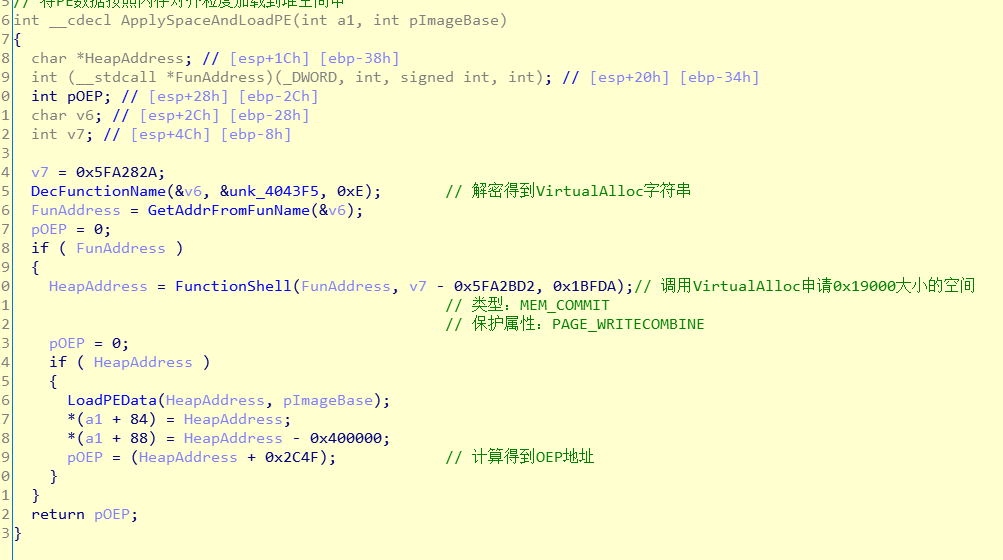 5 // 将PE数据按照内存对齐粒度加载到堆空间中
6 int __cdecl ApplySpaceAndLoadPE(int a1, int pImageBase)
7 {
8 char *HeapAddress; // [esp+1Ch] [ebp-38h]
9 int (__stdcall *FunAddress)(_DWORD, int, signed int, int); // [esp+20h] [ebp-34h]
0 int pOEP; // [esp+28h] [ebp-2Ch]
1 char v6; // [esp+2Ch] [ebp-28h]
2 int v7; // [esp+4Ch] [ebp-8h]
3
4 v7 = 0x5FA282A;
5 DecFunctionName(&v6, &unk_4043F5, 0xE); // 解密得到VirtualAlloc字符串
6 FunAddress = GetAddrFromFunName(&v6);
7 pOEP = 0;
8 if ( FunAddress )
9 {
0 HeapAddress = FunctionShell(FunAddress, v7 - 0x5FA2BD2, 0x1BFDA);// 调用VirtualAlloc申请0x19000大小的空间
1 // 类型：MEM_COMMIT
2 // 保护属性：PAGE_WRITECOMBINE
3 pOEP = 0;
4 if ( HeapAddress )
5 {
6 LoadPEData(HeapAddress, pImageBase);
7 *(a1 + 84) = HeapAddress;
8 *(a1 + 88) = HeapAddress - 0x400000;
9 pOEP = (HeapAddress + 0x2C4F); // 计算得到OEP地址
0 }
1 }
2 return pOEP;
3 }